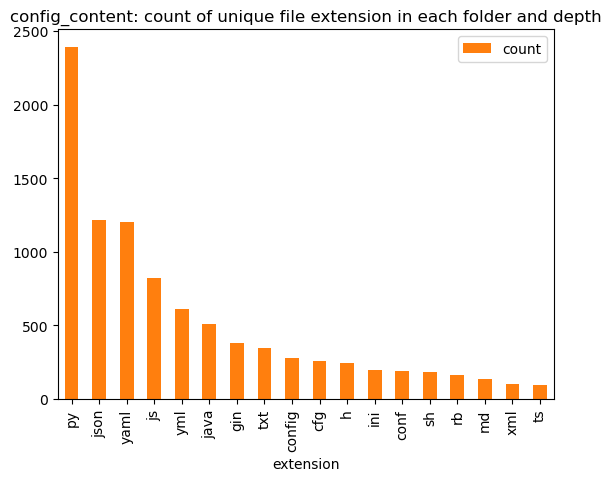 config_content: count of unique file extension in each folder and depth
2500
2000
1500
1000
500
0
count
py
json
yaml
js
yml
java
gin
txt
config
cfg
h
ini
conf
sh
rb
md
xml
ts
extension